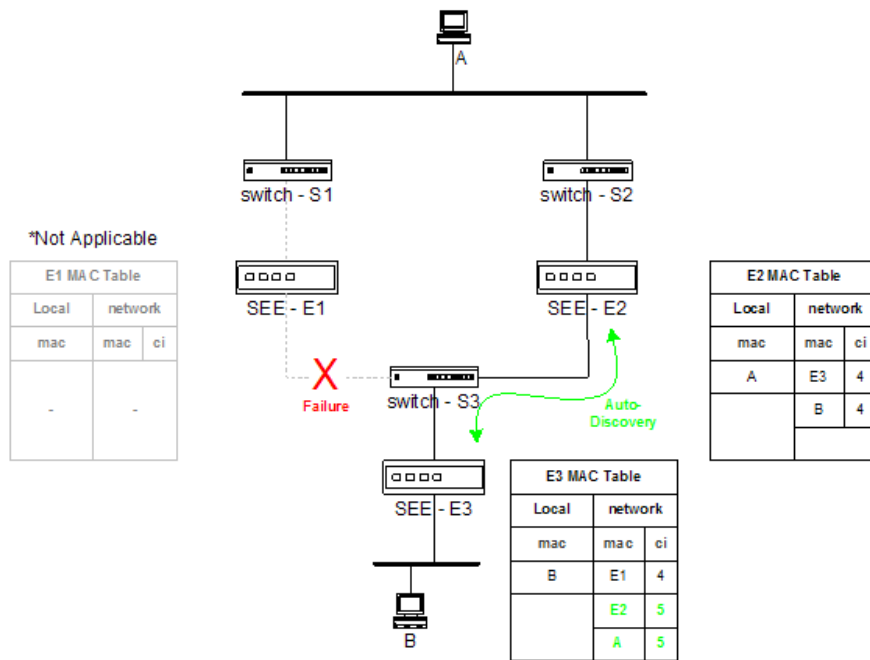 A
switch - S1
switch - S2
*Not Applicable
E1 MAC Table
Local network
mac mac ci
- -
SEE - E1
SEE - E2
E2 MAC Table
Local network
mac mac ci
A E3 4
B 4
X
Failure
switch - S3
Auto-
Discovery
SEE - E3
E3 MAC Table
Local network
mac mac ci
B E1 4
E2 5
A 5
B